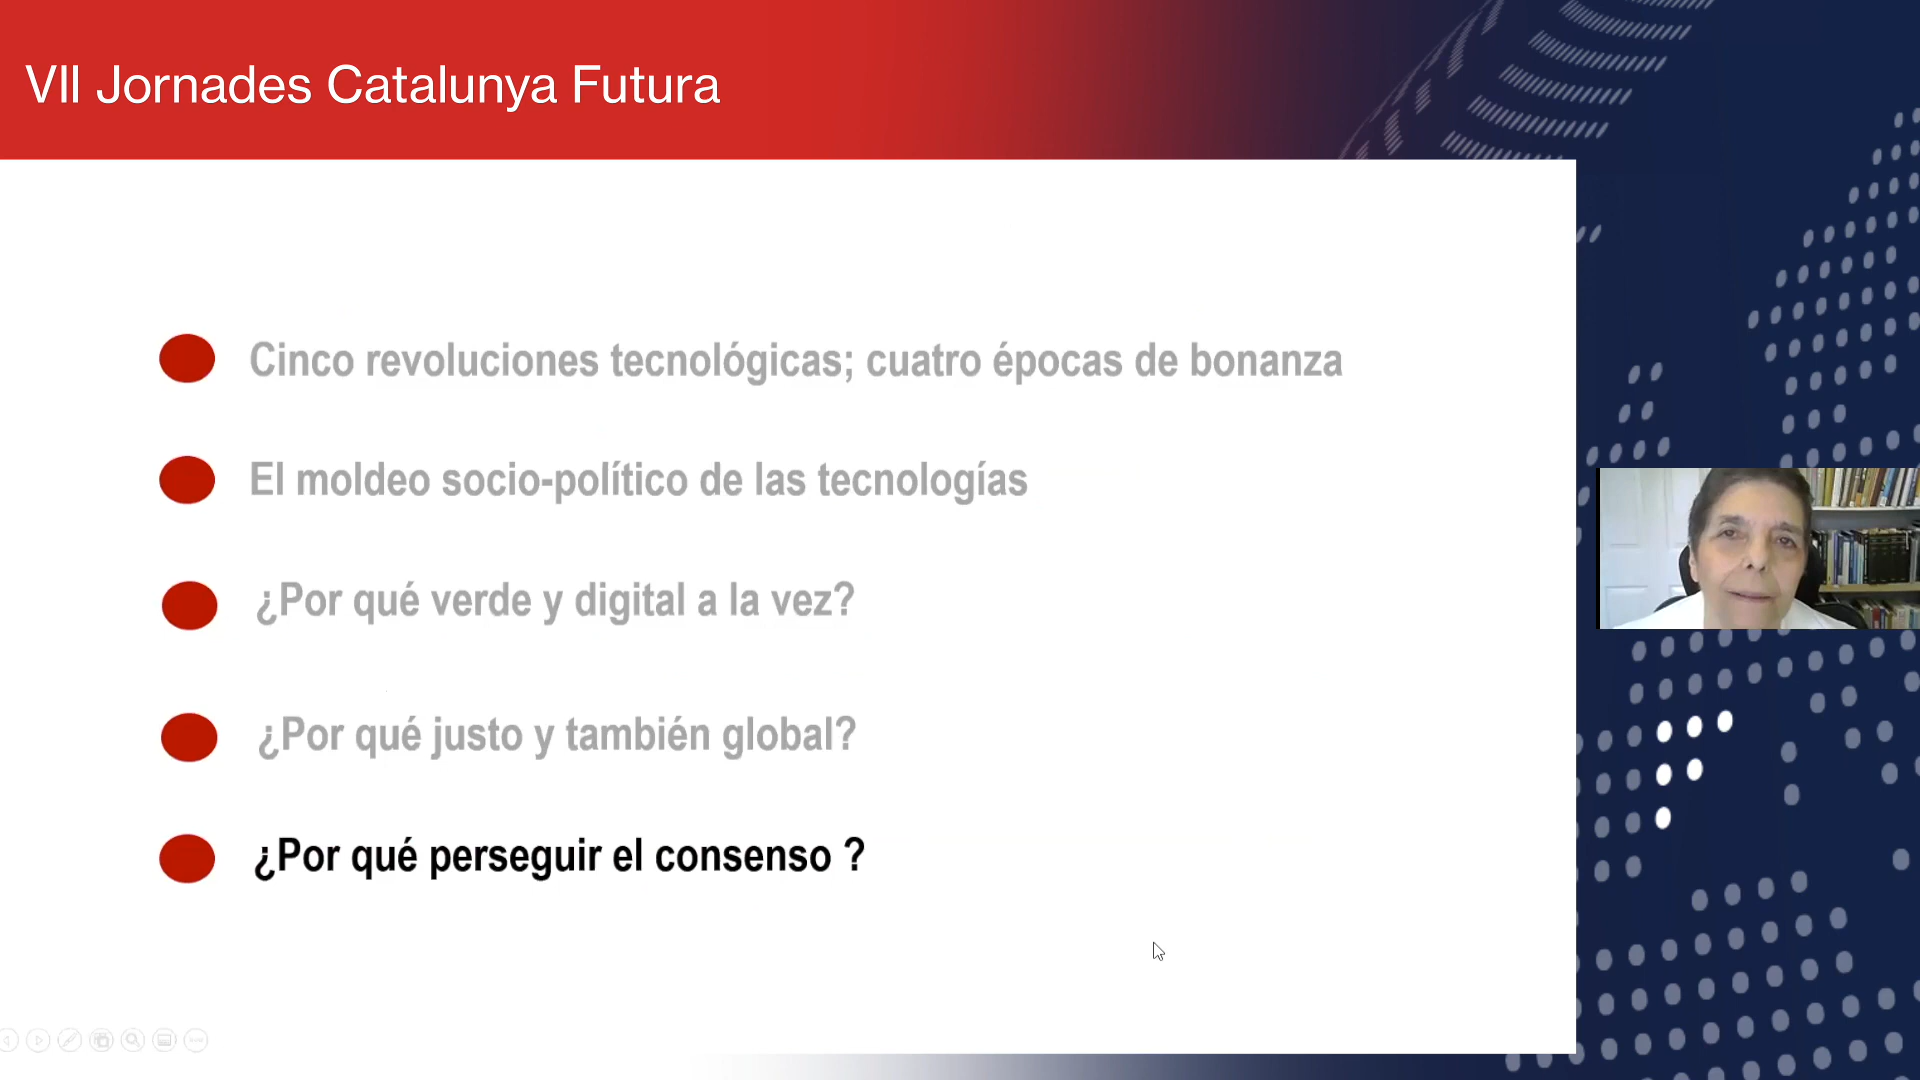 VII Jornades Catalunya Futura
Cinco revoluciones tecnológicas; cuatro épocas de bonanza
El moldeo socio-político de las tecnologías
¿Por qué verde y digital a la vez?
¿Por qué justo y también global?
¿Por qué perseguir el consenso ?